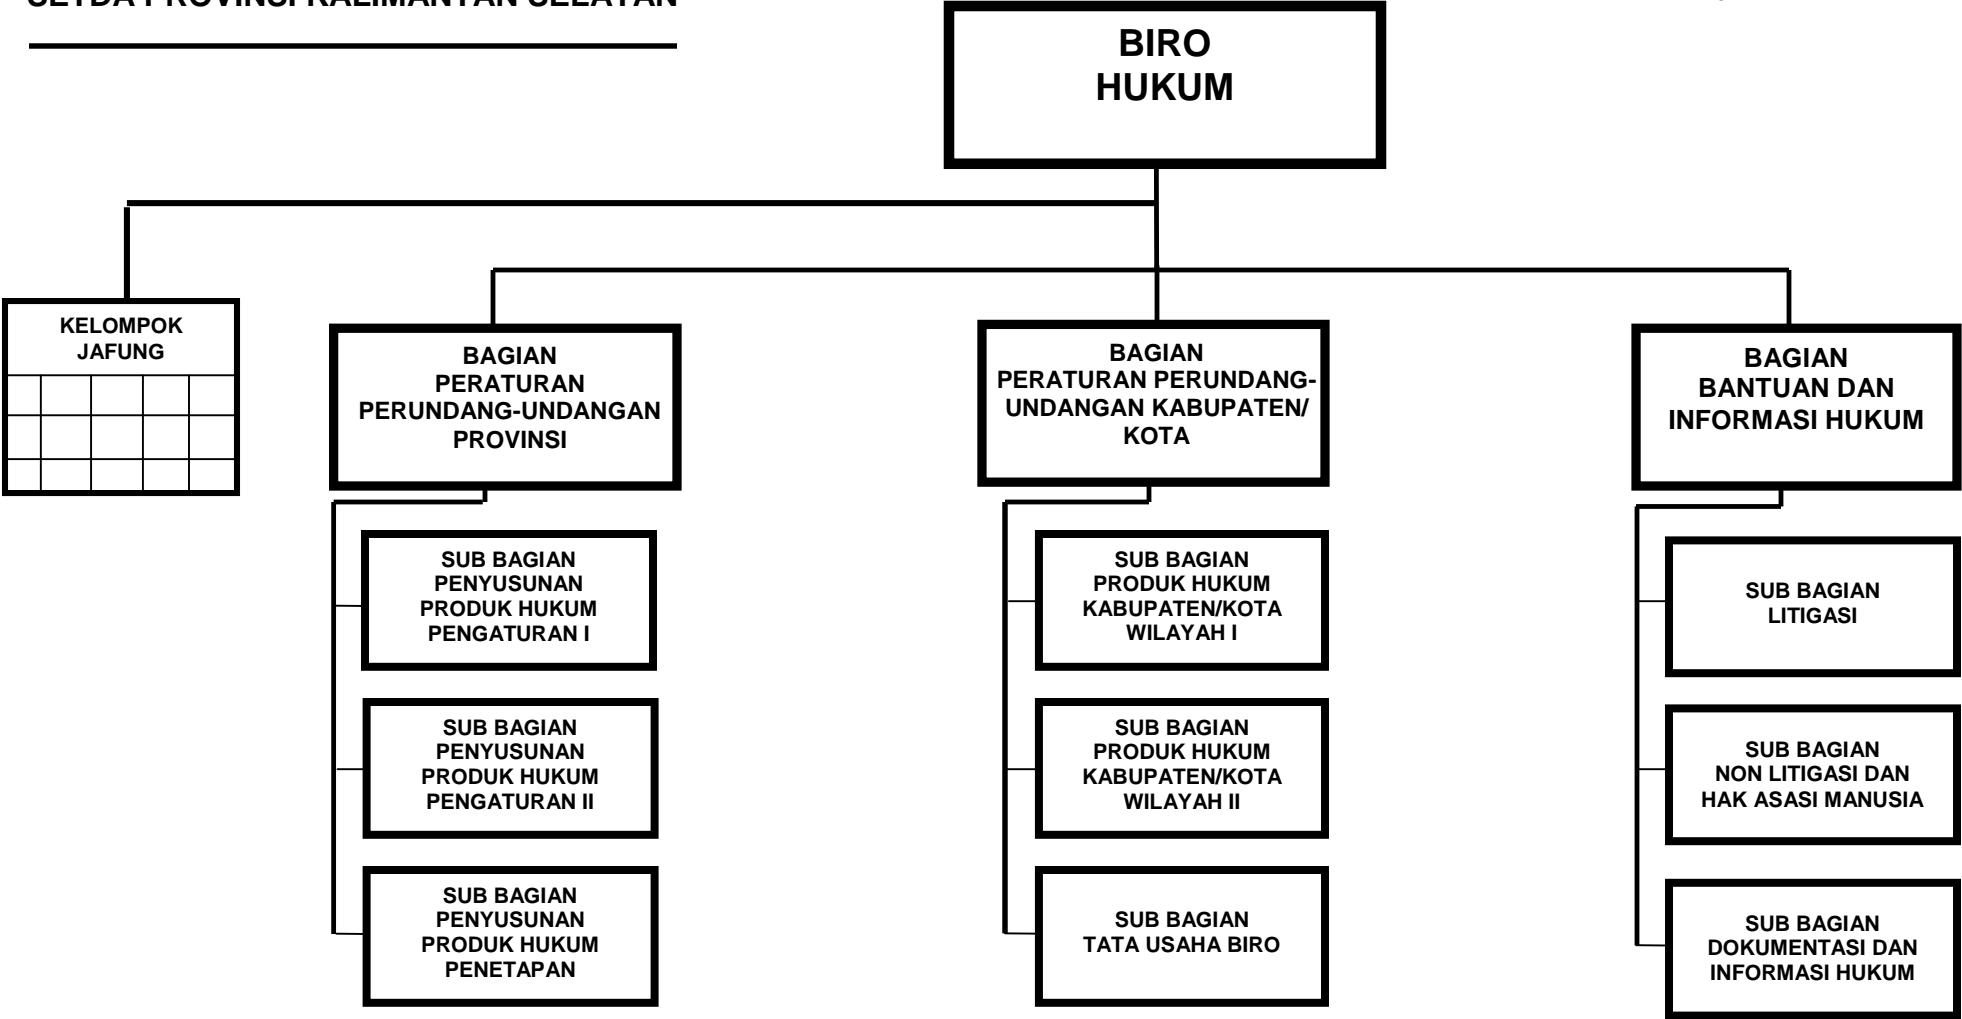 SETDA PROVINSI KALIMANTAN SELATAN
BIRO
HUKUM
KELOMPOK
JAFUNG
BAGIAN
PERATURAN
PERUNDANG-UNDANGAN
PROVINSI
BAGIAN
PERATURAN PERUNDANG-
UNDANGAN KABUPATEN/
KOTA
BAGIAN
BANTUAN DAN
INFORMASI HUKUM
SUB BAGIAN
PENYUSUNAN
PRODUK HUKUM
PENGATURAN I
SUB BAGIAN
PRODUK HUKUM
KABUPATEN/KOTA
WILAYAH I
SUB BAGIAN
LITIGASI
SUB BAGIAN
PENYUSUNAN
PRODUK HUKUM
PENGATURAN II
SUB BAGIAN
PRODUK HUKUM
KABUPATEN/KOTA
WILAYAH II
SUB BAGIAN
NON LITIGASI DAN
HAK ASASI MANUSIA
SUB BAGIAN
PENYUSUNAN
PRODUK HUKUM
PENETAPAN
SUB BAGIAN
TATA USAHA BIRO
SUB BAGIAN
DOKUMENTASI DAN
INFORMASI HUKUM